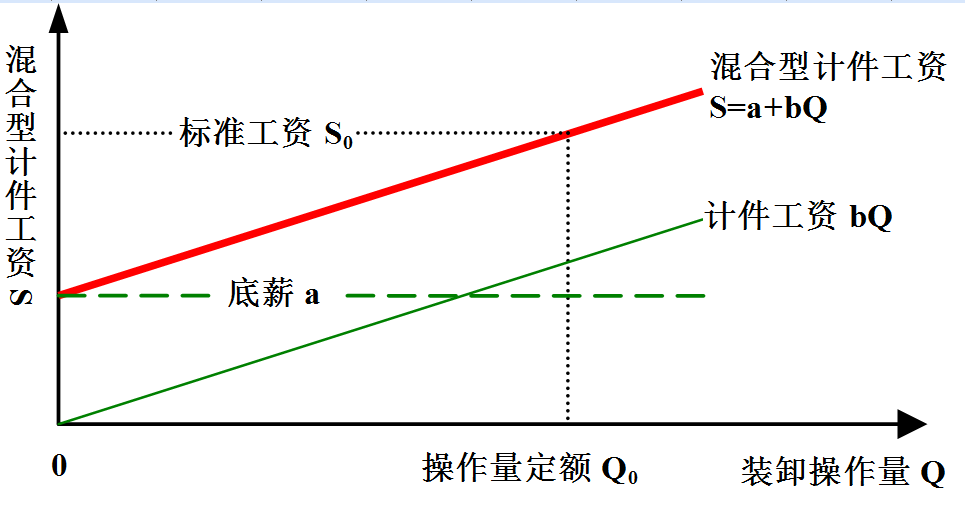 混合型计件工资 S
混合型计件工资
S=a+bQ
标准工资 S₀
计件工资 bQ
底薪 a
0
操作量定额 Q₀
装卸操作量 Q